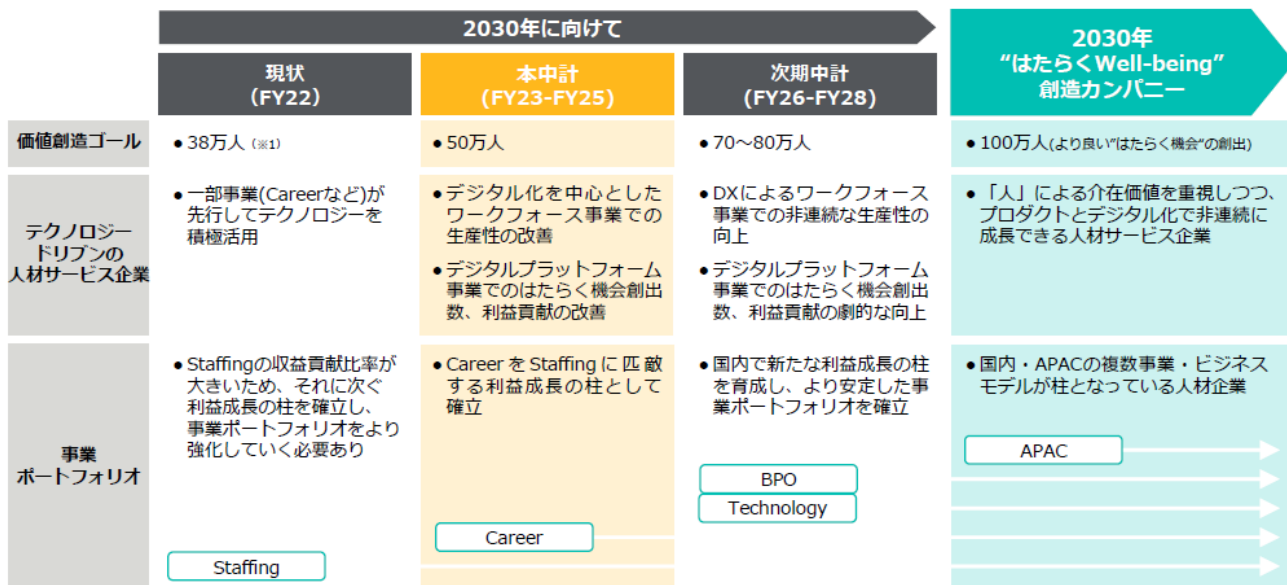 2030年に向けて
2030年
“はたらくWell-being”
創造カンパニー
現状
(FY22)
本中計
(FY23-FY25)
次期中計
(FY26-FY28)
価値創造ゴール
● 38万人 (※1)
● 50万人
● 70~80万人
● 100万人(より良い“はたらく機会“の創出)
テクノロジー
ドリブンの
人材サービス企業
● 一部事業(Careerなど)が
先行してテクノロジーを
積極活用
● デジタル化を中心とした
ワークフォース事業での
生産性の改善
● デジタルプラットフォーム
事業でのはたらく機会創出
数、利益貢献の改善
● DXによるワークフォース
事業での非連続な生産性の
向上
● デジタルプラットフォーム
事業でのはたらく機会創出
数、利益貢献の劇的な向上
● 「人」による介在価値を重視しつつ、
プロダクトとデジタル化で非連続に
成長できる人材サービス企業
事業
ポートフォリオ
● Staffingの収益貢献比率が
大きいため、それに次ぐ
利益成長の柱を確立し、
事業ポートフォリオをより
強化していく必要あり
Staffing
● CareerをStaffingに匹敵
する利益成長の柱として
確立
Career
● 国内で新たな利益成長の柱
を育成し、より安定した事
業ポートフォリオを確立
BPO
Technology
● 国内・APACの複数事業・ビジネス
モデルが柱となっている人材企業
APAC